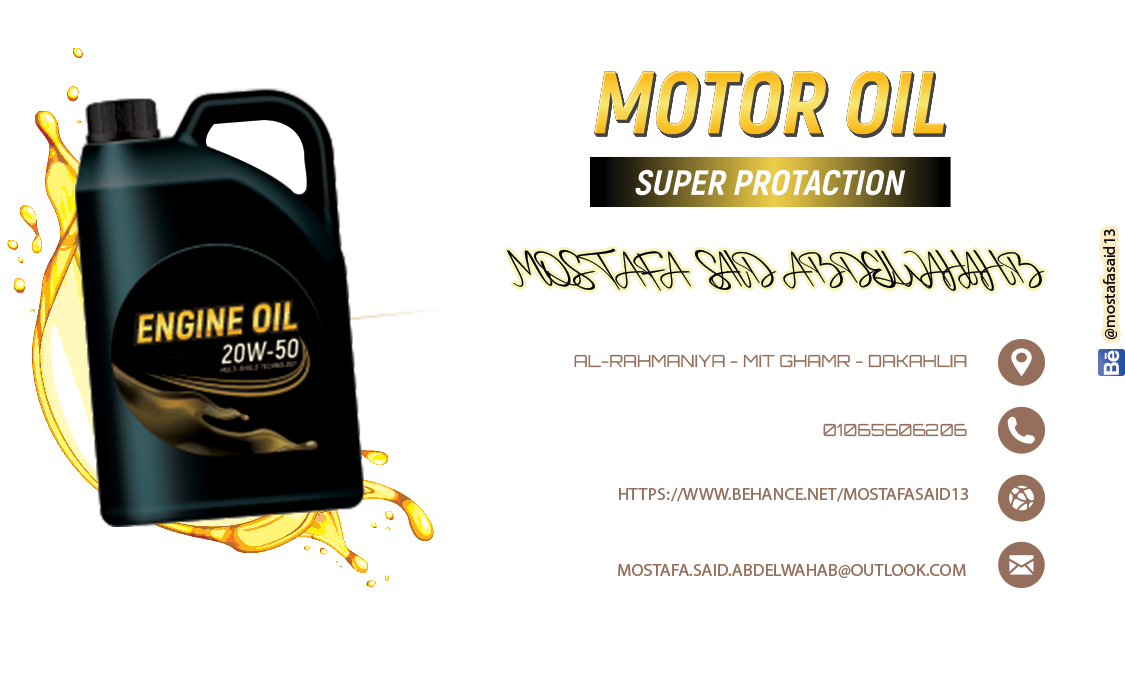 MOTOR OIL
SUPER PROTACTION
MOSTAFA SAID ABDELWAHAB
AL-RAHMANIYA - MIT GHAMR - DAKAHLIA
01065606206
HTTPS://WWW.BEHANCE.NET/MOSTAFASAID13
MOSTAFA.SAID.ABDELWAHAB@OUTLOOK.COM
ENGINE OIL
20W-50
Bē @mostafasaid13